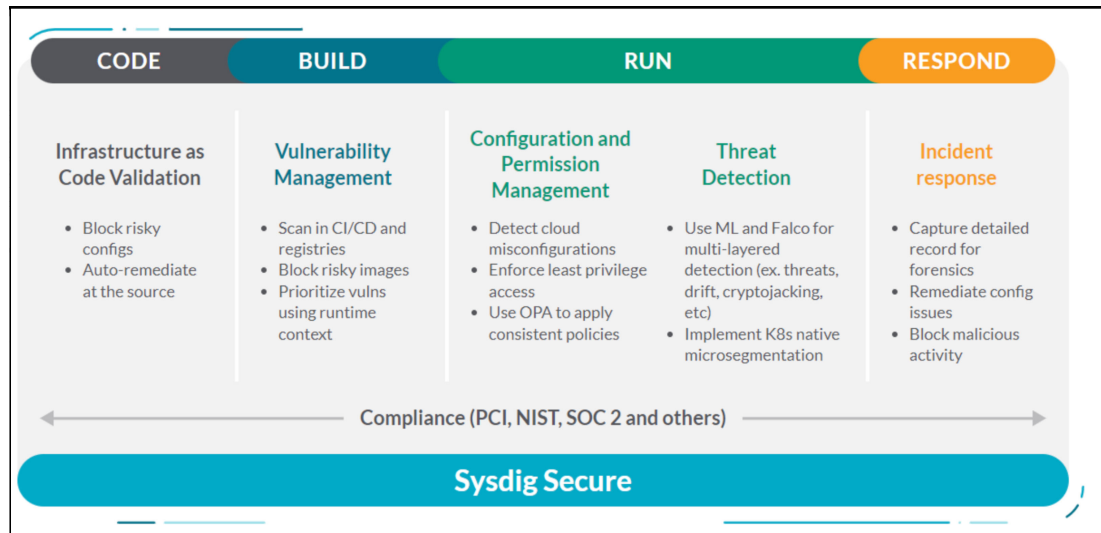 CODE
BUILD
RUN
RESPOND
Infrastructure as
Code Validation
• Block risky
configs
• Auto-remediate
at the source
Vulnerability
Management
• Scan in CI/CD and
registries
• Block risky images
• Prioritize vulns
using runtime
context
Configuration and
Permission
Management
• Detect cloud
misconfigurations
• Enforce least privilege
access
• Use OPA to apply
consistent policies
Threat
Detection
• Use ML and Falco for
multi-layered
detection (ex. threats,
drift, cryptojacking,
etc)
• Implement K8s native
microsegmentation
Incident
response
• Capture detailed
record for
forensics
• Remediate config
issues
• Block malicious
activity
Compliance (PCI, NIST, SOC 2 and others)
Sysdig Secure